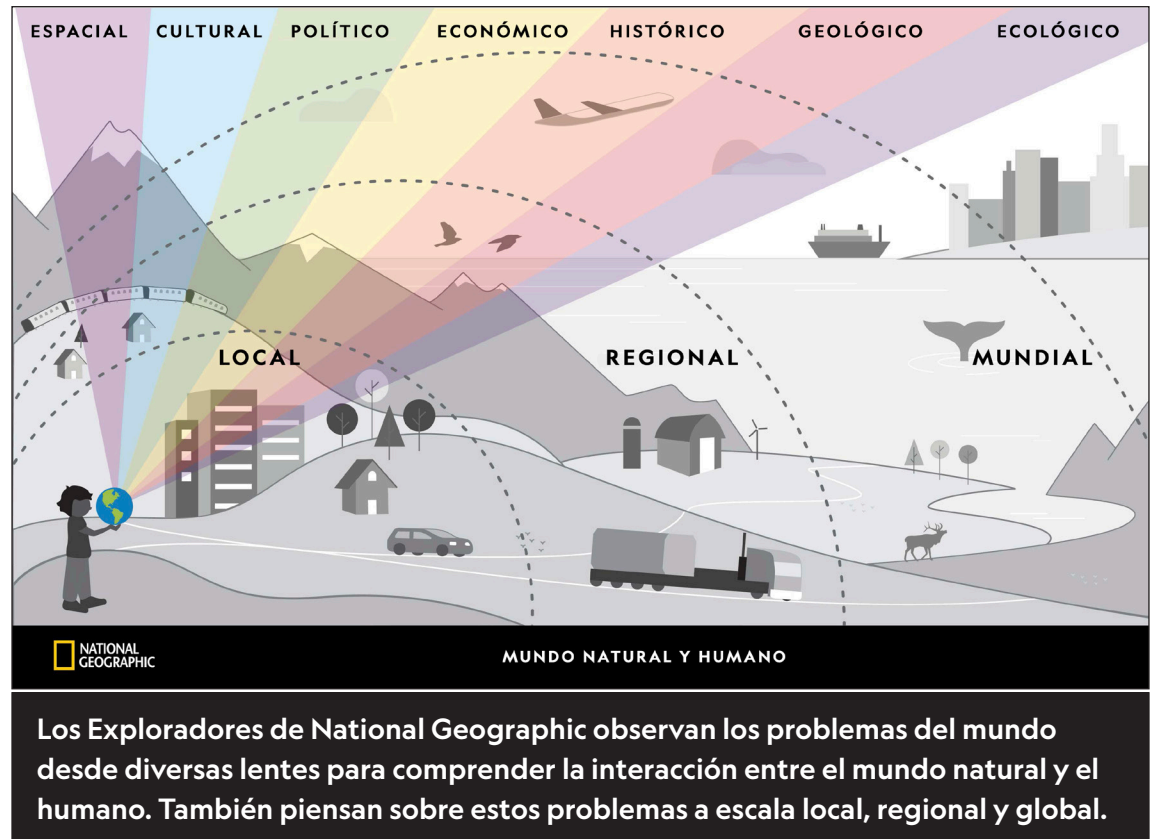 ESPACIAL CULTURAL POLÍTICO ECONÓMICO HISTÓRICO GEOLÓGICO ECOLÓGICO
LOCAL REGIONAL MUNDIAL
NATIONAL
GEOGRAPHIC
MUNDO NATURAL Y HUMANO
Los Exploradores de National Geographic observan los problemas del mundo
desde diversas lentes para comprender la interacción entre el mundo natural y el
humano. También piensan sobre estos problemas a escala local, regional y global.